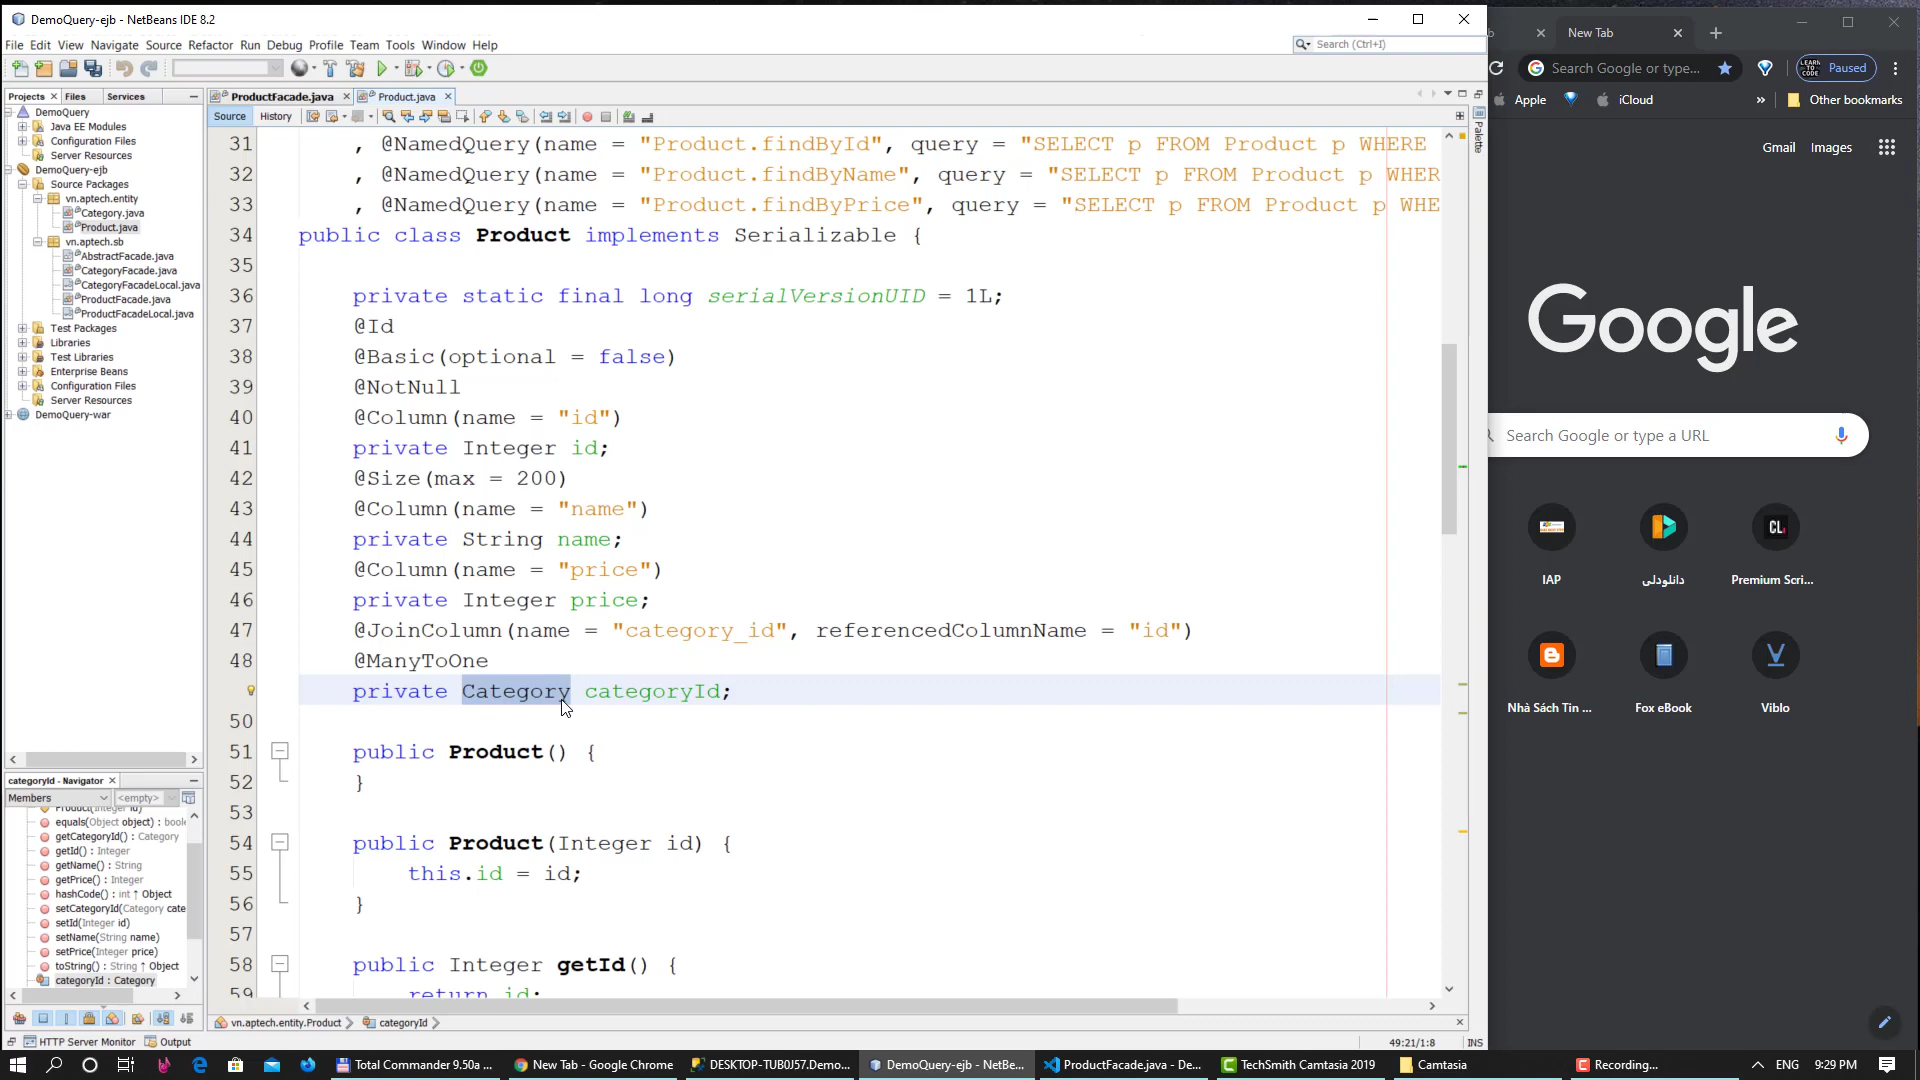 DemoQuery-ejb - NetBeans IDE 8.2
File Edit View Navigate Source Refactor Run Debug Profile Team Tools Window Help
Search (Ctrl+I)
Projects Files Services
DemoQuery
Java EE Modules
Configuration Files
Server Resources
DemoQuery-ejb
Source Packages
vn.aptech.entity
Category.java
Product.java
vn.aptech.sb
AbstractFacade.java
CategoryFacade.java
CategoryFacadeLocal.java
ProductFacade.java
ProductFacadeLocal.java
Test Packages
Libraries
Test Libraries
Enterprise Beans
Configuration Files
Server Resources
DemoQuery-war
categoryId - Navigator
Members <empty>
Product(Integer id)
equals(Object object) : boole
getCategoryId() : Category
getId() : Integer
getName() : String
getPrice() : Integer
hashCode() : int ↑ Object
setCategoryId(Category cate
setId(Integer id)
setName(String name)
setPrice(Integer price)
toString() : String ↑ Object
categoryId : Category
HTTP Server Monitor Output
ProductFacade.java Product.java
Source History
Palette
31 , @NamedQuery(name = "Product.findById", query = "SELECT p FROM Product p WHERE
32 , @NamedQuery(name = "Product.findByName", query = "SELECT p FROM Product p WHER
33 , @NamedQuery(name = "Product.findByPrice", query = "SELECT p FROM Product p WHE
34 public class Product implements Serializable {
35
36 private static final long serialVersionUID = 1L;
37 @Id
38 @Basic(optional = false)
39 @NotNull
40 @Column(name = "id")
41 private Integer id;
42 @Size(max = 200)
43 @Column(name = "name")
44 private String name;
45 @Column(name = "price")
46 private Integer price;
47 @JoinColumn(name = "category_id", referencedColumnName = "id")
48 @ManyToOne
private Category categoryId;
50
51 public Product() {
52 }
53
54 public Product(Integer id) {
55 this.id = id;
56 }
57
58 public Integer getId() {
59 return id;
vn.aptech.entity.Product categoryId
49:21/1:8 INS
New Tab
Search Google or type... LEARN TO CODE Paused
Apple iCloud » Other bookmarks
Gmail Images
Google
Search Google or type a URL
IAP
دانلودلی
CL.
Premium Scri...
Nhà Sách Tin ...
Fox eBook
Viblo
Total Commander 9.50a ... New Tab - Google Chrome DESKTOP-TUB0J57.Demo... DemoQuery-ejb - NetBe... ProductFacade.java - De... TechSmith Camtasia 2019 Camtasia Recording... ENG 9:29 PM